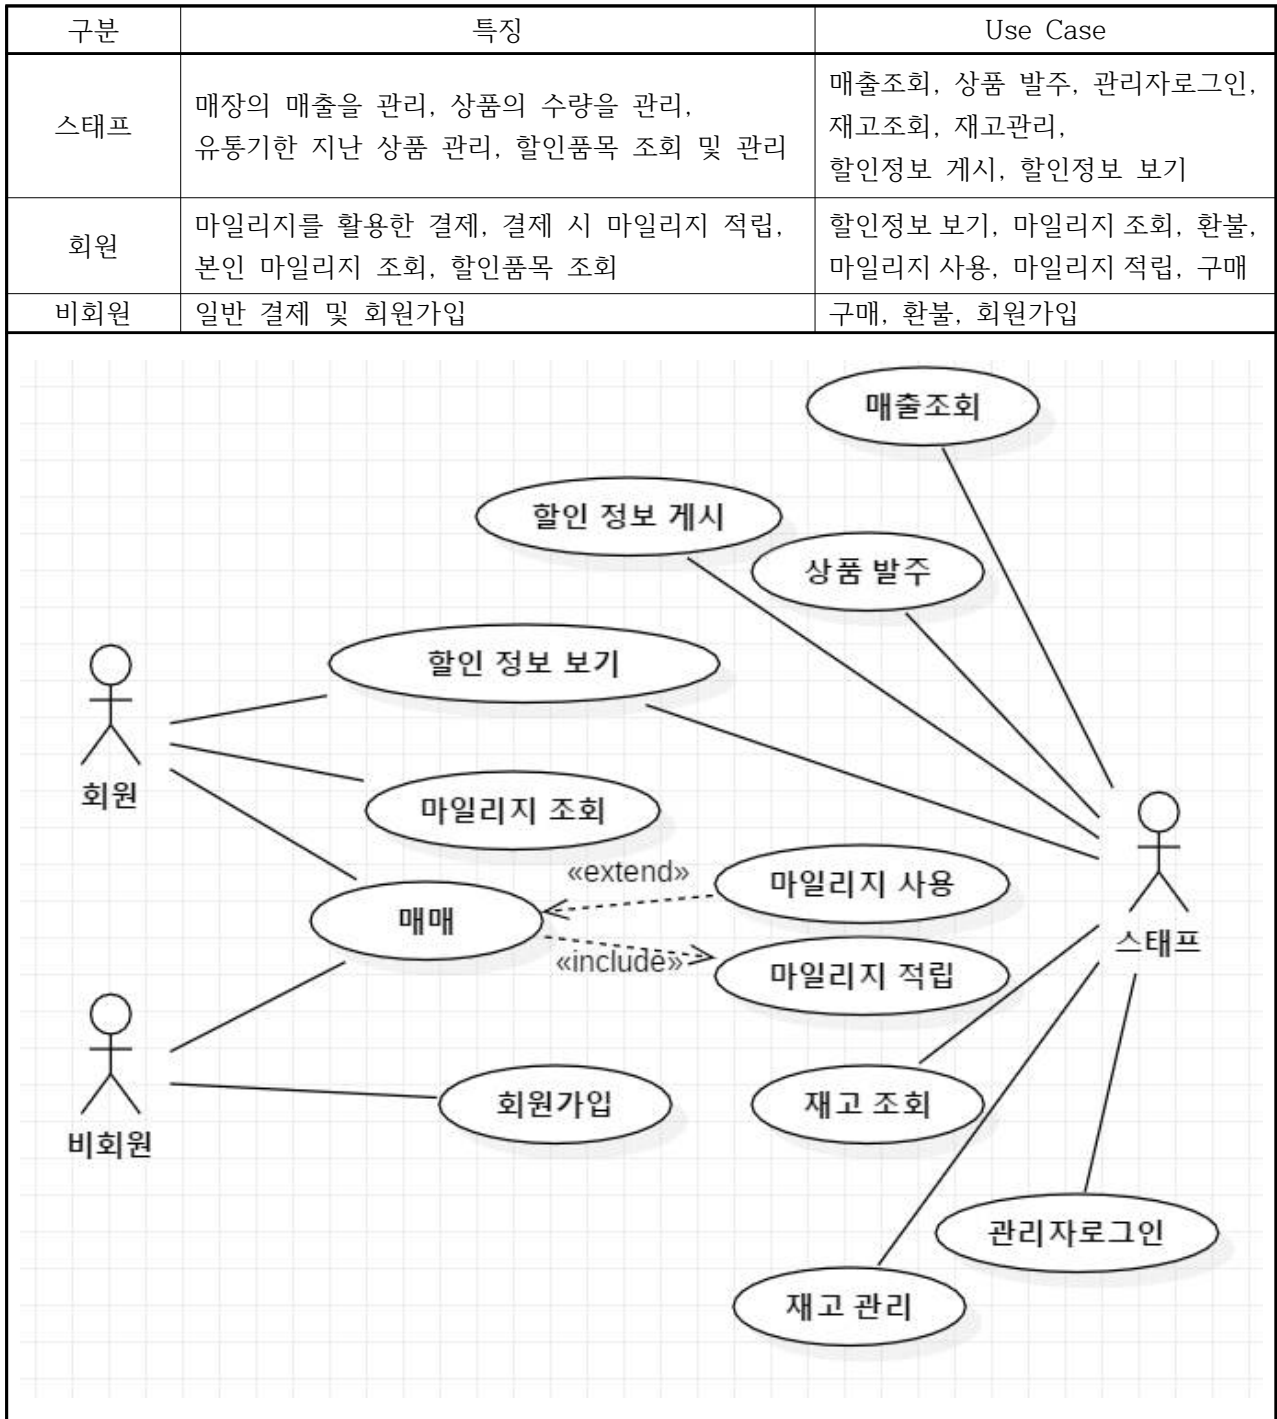 구분 특징 Use Case
스태프
매장의 매출을 관리, 상품의 수량을 관리,
유통기한 지난 상품 관리, 할인품목 조회 및 관리
매출조회, 상품 발주, 관리자로그인,
재고조회, 재고관리,
할인정보 게시, 할인정보 보기
회원
마일리지를 활용한 결제, 결제 시 마일리지 적립,
본인 마일리지 조회, 할인품목 조회
할인정보 보기, 마일리지 조회, 환불,
마일리지 사용, 마일리지 적립, 구매
비회원 일반 결제 및 회원가입 구매, 환불, 회원가입
매출조회
할인 정보 게시
상품 발주
할인 정보 보기
회원
마일리지 조회
«extend»
마일리지 사용
매매
스태프
«include»
마일리지 적립
회원가입
재고 조회
비회원
관리자로그인
재고 관리